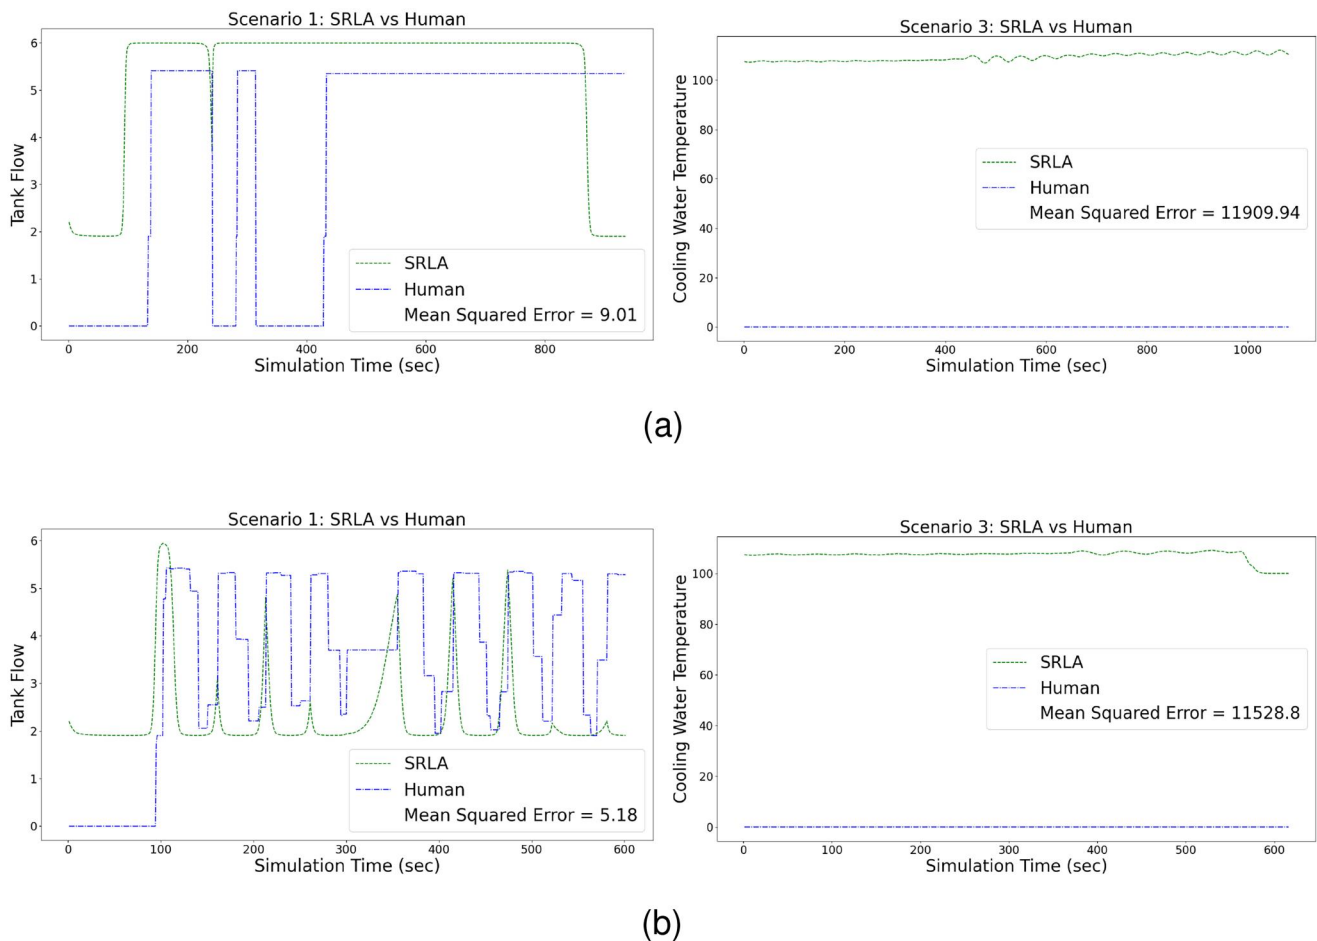 Scenario 1: SRLA vs Human
6
5
4
3
2
1
0
Tank Flow
SRLA
Human
Mean Squared Error = 9.01
0 200 400 600 800
Simulation Time (sec)
Scenario 3: SRLA vs Human
100
80
60
40
20
0
Cooling Water Temperature
SRLA
Human
Mean Squared Error = 11909.94
0 200 400 600 800 1000
Simulation Time (sec)
(a)
Scenario 1: SRLA vs Human
6
5
4
3
2
1
0
Tank Flow
SRLA
Human
Mean Squared Error = 5.18
0 100 200 300 400 500 600
Simulation Time (sec)
Scenario 3: SRLA vs Human
100
80
60
40
20
0
Cooling Water Temperature
SRLA
Human
Mean Squared Error = 11528.8
0 100 200 300 400 500 600
Simulation Time (sec)
(b)